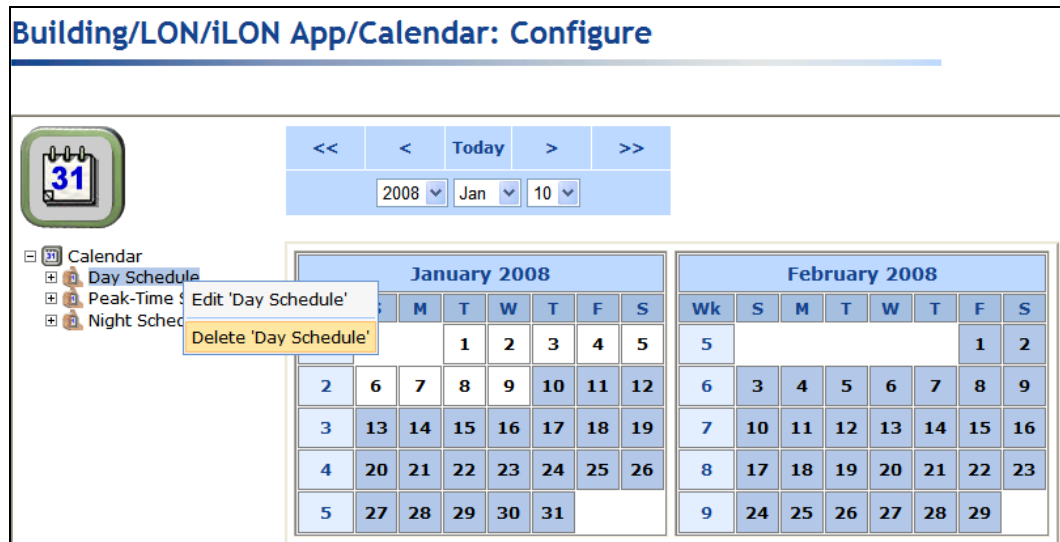 Building/LON/iLON App/Calendar: Configure
<< < Today > >>
2008 Jan 10
31
Calendar
Day Schedule
Peak-Time S
Night Sched
Edit 'Day Schedule'
Delete 'Day Schedule'
January 2008
M T W T F S
1 2 3 4 5
2 6 7 8 9 10 11 12
3 13 14 15 16 17 18 19
4 20 21 22 23 24 25 26
5 27 28 29 30 31
February 2008
Wk S M T W T F S
5 1 2
6 3 4 5 6 7 8 9
7 10 11 12 13 14 15 16
8 17 18 19 20 21 22 23
9 24 25 26 27 28 29